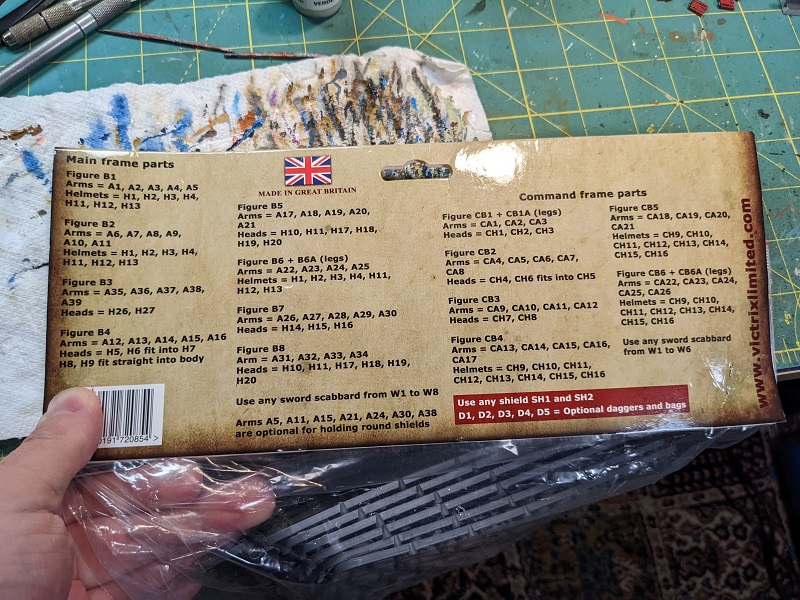 VERDE
Main frame parts
Figure B1
Arms = A1, A2, A3, A4, A5
Helmets = H1, H2, H3, H4,
H11, H12, H13
Figure B2
Arms = A6, A7, A8, A9,
A10, A11
Helmets = H1, H2, H3, H4,
H11, H12, H13
Figure B3
Arms = A35, A36, A37, A38,
A39
Heads = H26, H27
Figure B4
Arms = A12, A13, A14, A15, A16
Heads = H5, H6 fit into H7
H8, H9 fit straight into body
0191"720854">
MADE IN GREAT BRITAIN
Figure B5
Arms = A17, A18, A19, A20,
A21
Heads = H10, H11, H17, H18,
H19, H20
Figure B6 + B6A (legs)
Arms = A22, A23, A24, A25
Helmets = H1, H2, H3, H4, H11,
H12, H13
Figure B7
Arms = A26, A27, A28, A29, A30
Heads = H14, H15, H16
Figure B8
Arm = A31, A32, A33, A34
Heads = H10, H11, H17, H18, H19,
H20
Use any sword scabbard from W1 to W8
Arms A5, A11, A15, A21, A24, A30, A38
are optional for holding round shields
Command frame parts
Figure CB1 + CB1A (legs)
Arms = CA1, CA2, CA3
Heads = CH1, CH2, CH3
Figure CB2
Arms = CA4, CA5, CA6, CA7,
CA8
Heads = CH4, CH6 fits into CH5
Figure CB3
Arms = CA9, CA10, CA11, CA12
Heads = CH7, CH8
Figure CB4
Arms = CA13, CA14, CA15, CA16,
CA17
Helmets = CH9, CH10, CH11,
CH12, CH13, CH14, CH15, CH16
Figure CB5
Arms = CA18, CA19, CA20,
CA21
Helmets = CH9, CH10,
CH11, CH12, CH13, CH14,
CH15, CH16
Figure CB6 + CB6A (legs)
Arms = CA22, CA23, CA24,
CA25, CA26
Helmets = CH9, CH10,
CH11, CH12, CH13, CH14,
CH15, CH16
Use any sword scabbard
from W1 to W6
Use any shield SH1 and SH2
D1, D2, D3, D4, D5 = Optional daggers and bags
www.victrixlimited.com